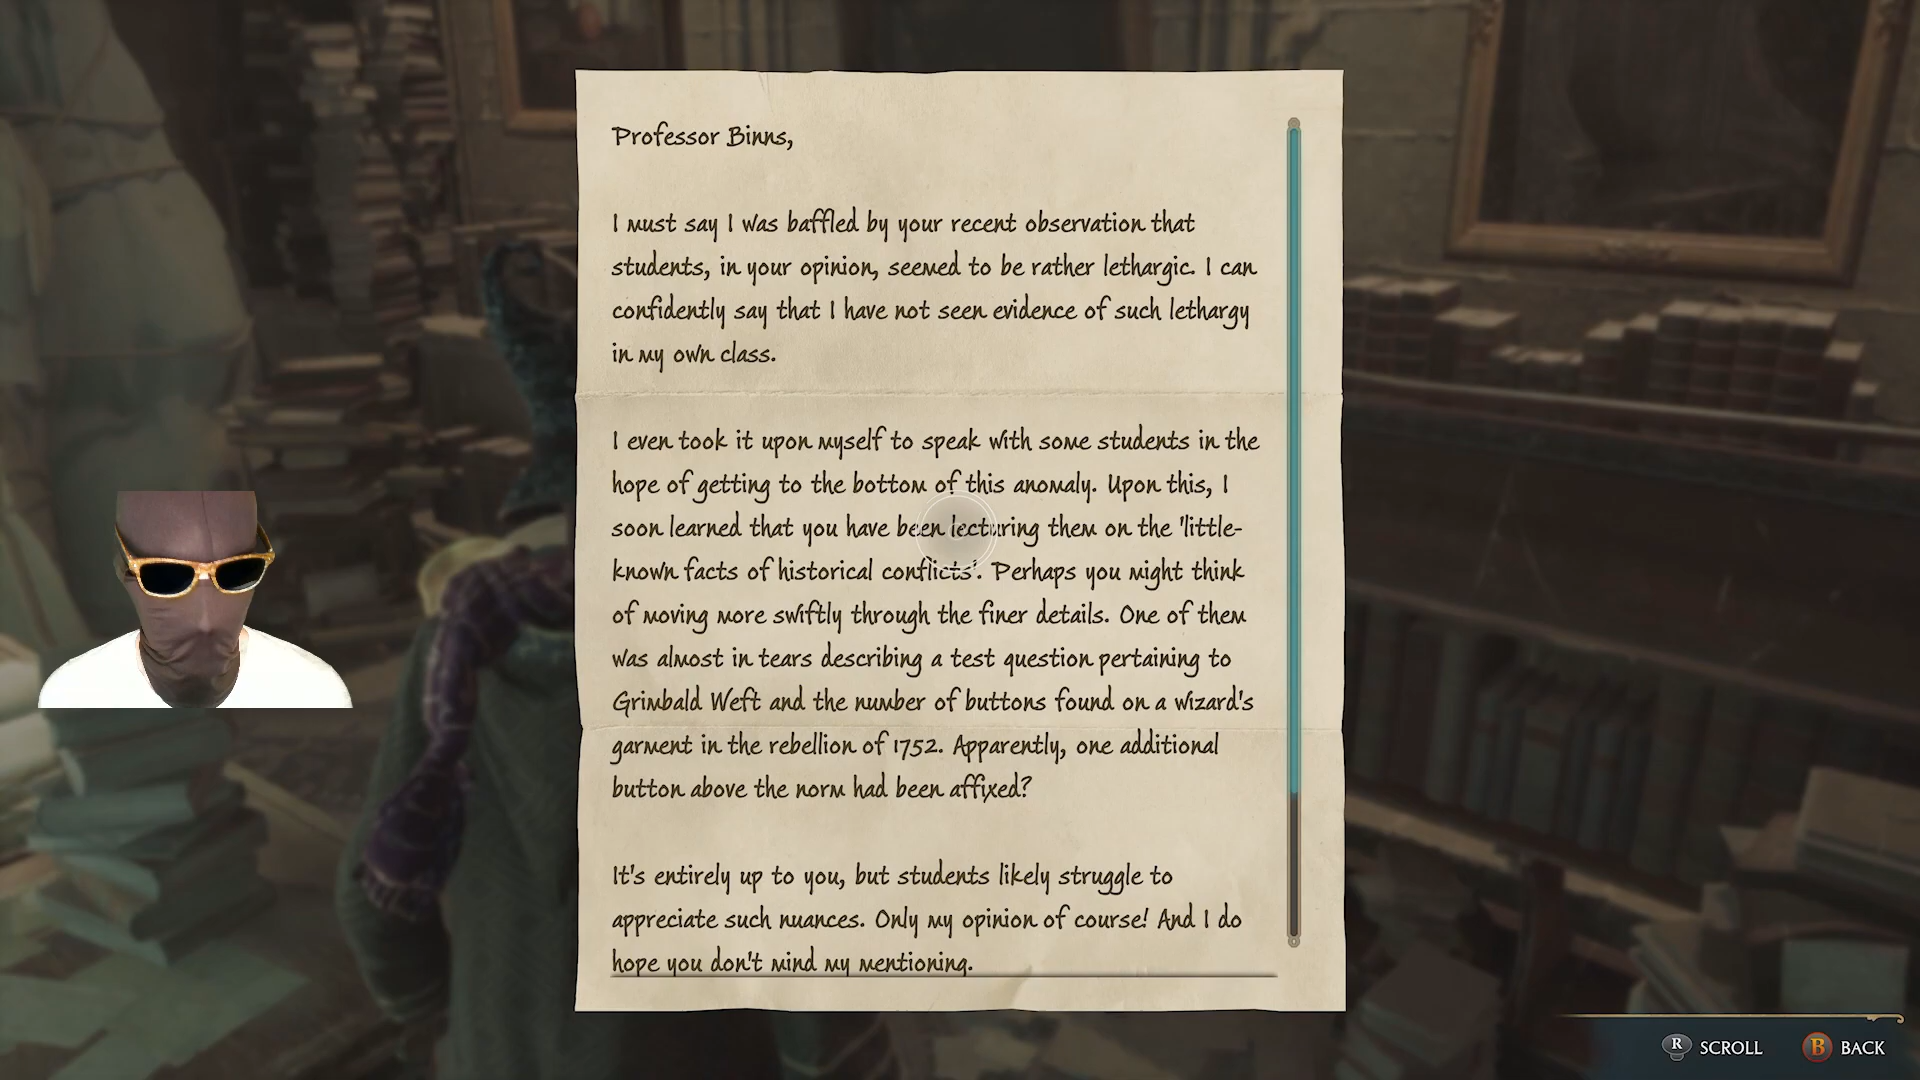 Professor Binns,
I must say I was baffled by your recent observation that
students, in your opinion, seemed to be rather lethargic. I can
confidently say that I have not seen evidence of such lethargy
in my own class.
I even took it upon myself to speak with some students in the
hope of getting to the bottom of this anomaly. Upon this, I
soon learned that you have been lecturing them on the 'little-
known facts of historical conflicts'. Perhaps you might think
of moving more swiftly through the finer details. One of them
was almost in tears describing a test question pertaining to
Grimbald Weft and the number of buttons found on a wizard's
garment in the rebellion of 1752. Apparently, one additional
button above the norm had been affixed?
It's entirely up to you, but students likely struggle to
appreciate such nuances. Only my opinion of course! And I do
hope you don't mind my mentioning.
R SCROLL B BACK